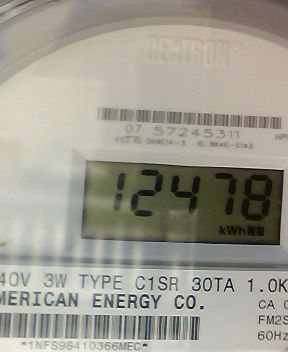 CENTRON®
07 57245311
12478
kWh
40V 3W TYPE C1SR 30TA 1.0K
MERICAN ENERGY CO.
CA 0
FM2S
60Hz
*1NFS98410366MEC*